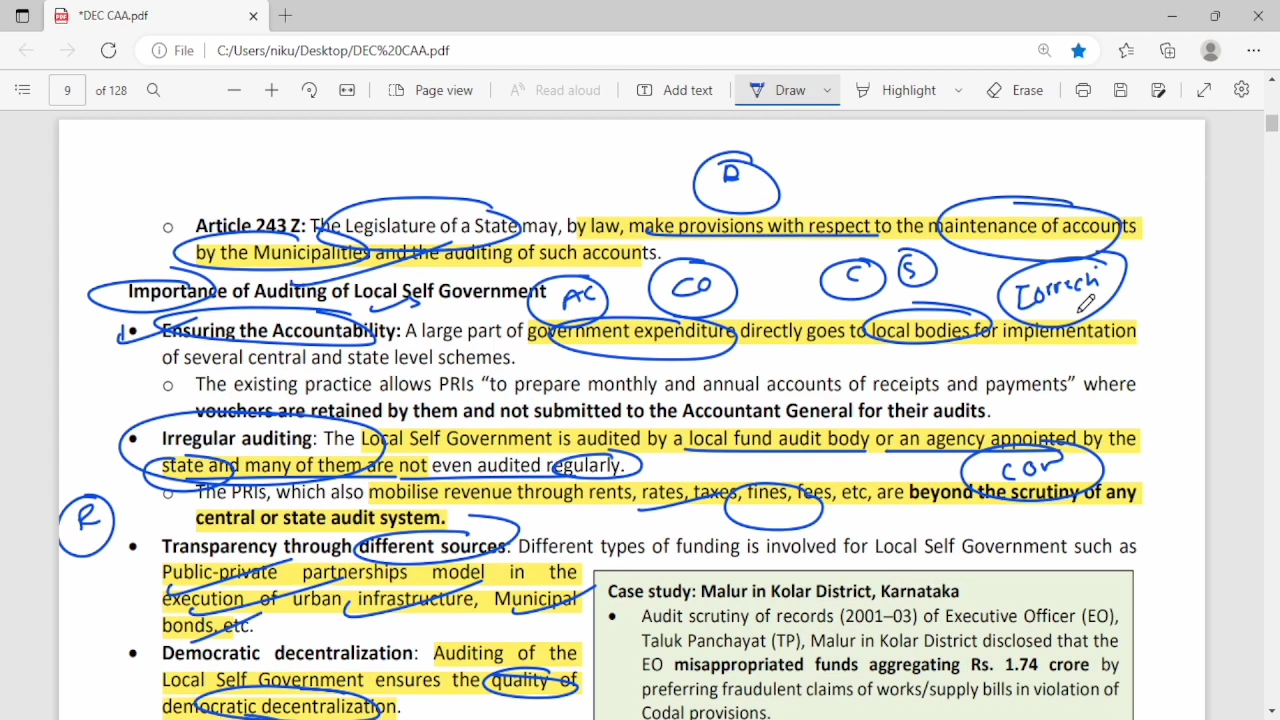 *DEC CAA.pdf
File C:/Users/niku/Desktop/DEC%20CAA.pdf
9 of 128 Page view Read aloud Add text Draw Highlight Erase
D
Article 243 Z: The Legislature of a State may, by law, make provisions with respect to the maintenance of accounts
by the Municipalities and the auditing of such accounts.
AC CO C S
Importance of Auditing of Local Self Government
Ensuring the Accountability: A large part of government expenditure directly goes to local bodies for implementation
of several central and state level schemes.
The existing practice allows PRIs “to prepare monthly and annual accounts of receipts and payments” where
vouchers are retained by them and not submitted to the Accountant General for their audits.
Irregular auditing: The Local Self Government is audited by a local fund audit body or an agency appointed by the
state and many of them are not even audited regularly.
COr
The PRIs, which also mobilise revenue through rents, rates, taxes, fines, fees, etc, are beyond the scrutiny of any
central or state audit system.
R
Transparency through different sources: Different types of funding is involved for Local Self Government such as
Public-private partnerships model in the
execution of urban infrastructure, Municipal
bonds, etc.
Democratic decentralization: Auditing of the
Local Self Government ensures the quality of
democratic decentralization.
Case study: Malur in Kolar District, Karnataka
Audit scrutiny of records (2001–03) of Executive Officer (EO),
Taluk Panchayat (TP), Malur in Kolar District disclosed that the
EO misappropriated funds aggregating Rs. 1.74 crore by
preferring fraudulent claims of works/supply bills in violation of
Codal provisions.